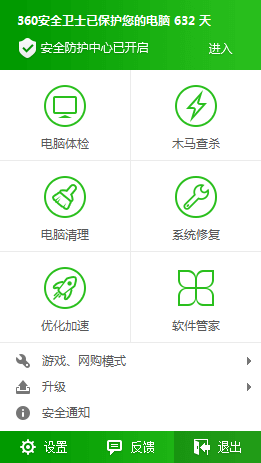 360安全卫士已保护您的电脑 632 天
安全防护中心已开启 进入
电脑体检 木马查杀
电脑清理 系统修复
优化加速 软件管家
游戏、网购模式
升级
安全通知
设置 反馈 退出